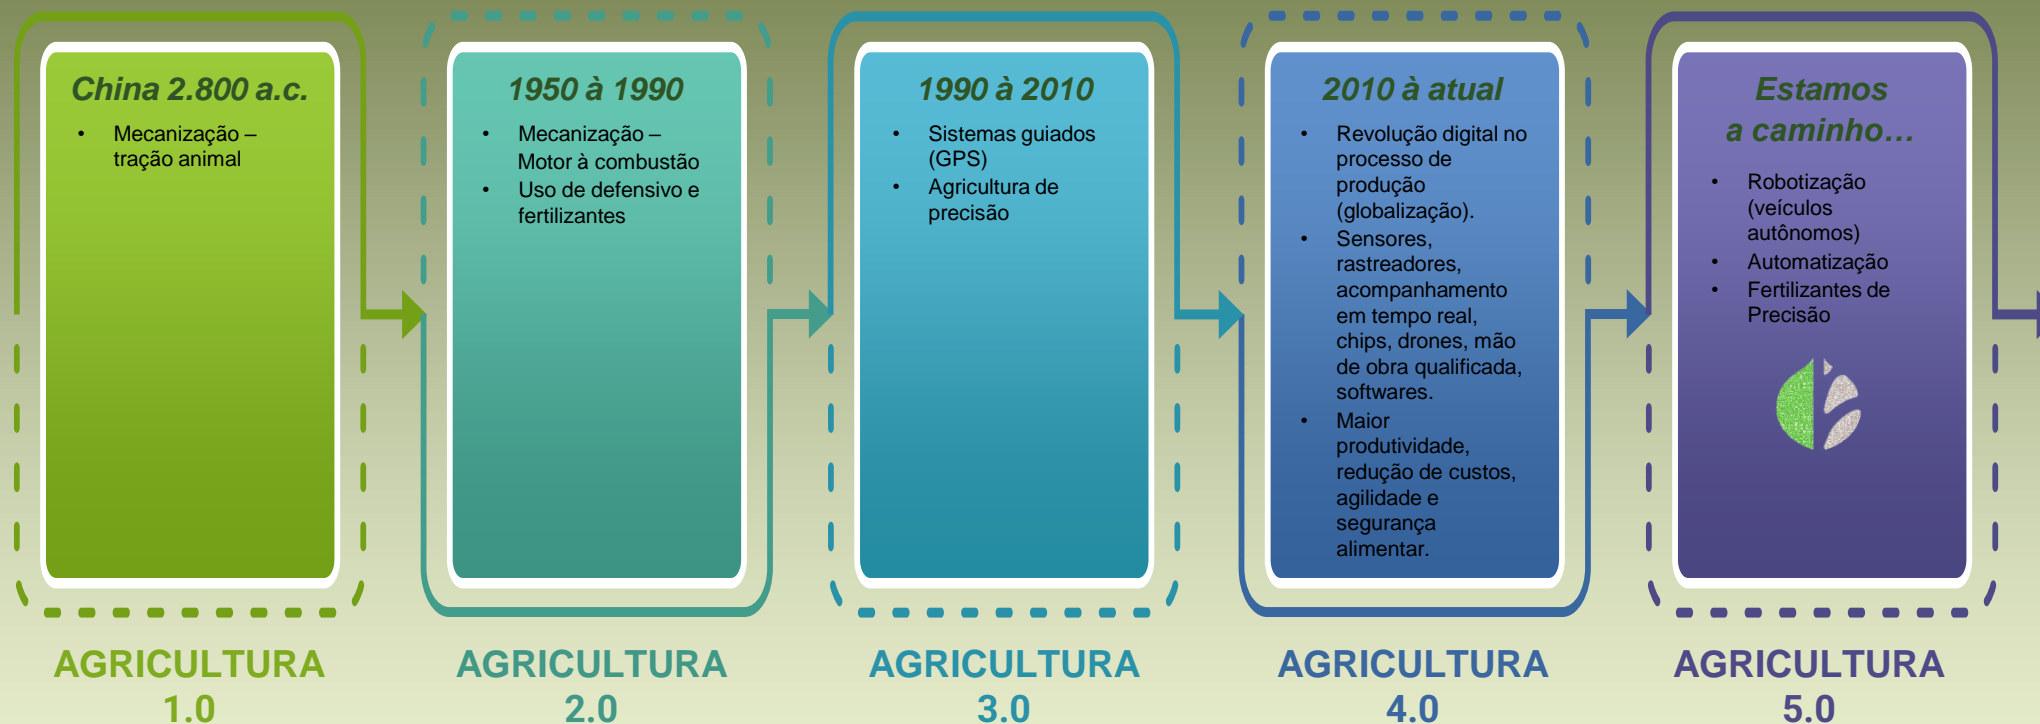 China 2.800 a.c.
• Mecanização –
tração animal
AGRICULTURA
1.0
1950 à 1990
• Mecanização –
Motor à combustão
• Uso de defensivo e
fertilizantes
AGRICULTURA
2.0
1990 à 2010
• Sistemas guiados
(GPS)
• Agricultura de
precisão
AGRICULTURA
3.0
2010 à atual
• Revolução digital no
processo de
produção
(globalização).
• Sensores,
rastreadores,
acompanhamento
em tempo real,
chips, drones, mão
de obra qualificada,
softwares.
• Maior
produtividade,
redução de custos,
agilidade e
segurança
alimentar.
AGRICULTURA
4.0
Estamos
a caminho…
• Robotização
(veículos
autônomos)
• Automatização
• Fertilizantes de
Precisão
AGRICULTURA
5.0